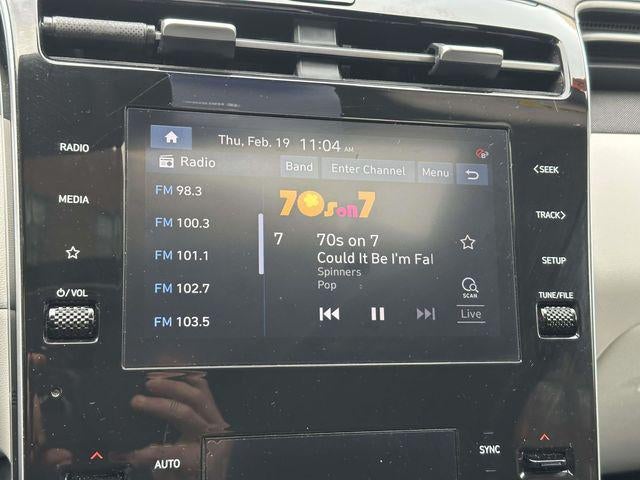 Thu, Feb. 19 11:04 AM
Radio Band Enter Channel Menu
RADIO
MEDIA
⏻/VOL
FM 98.3
FM 100.3
FM 101.1
FM 102.7
FM 103.5
70s on 7
7 70s on 7
Could It Be I'm Fal
Spinners
Pop
SCAN
Live
<SEEK
TRACK>
SETUP
TUNE/FILE
AUTO
SYNC